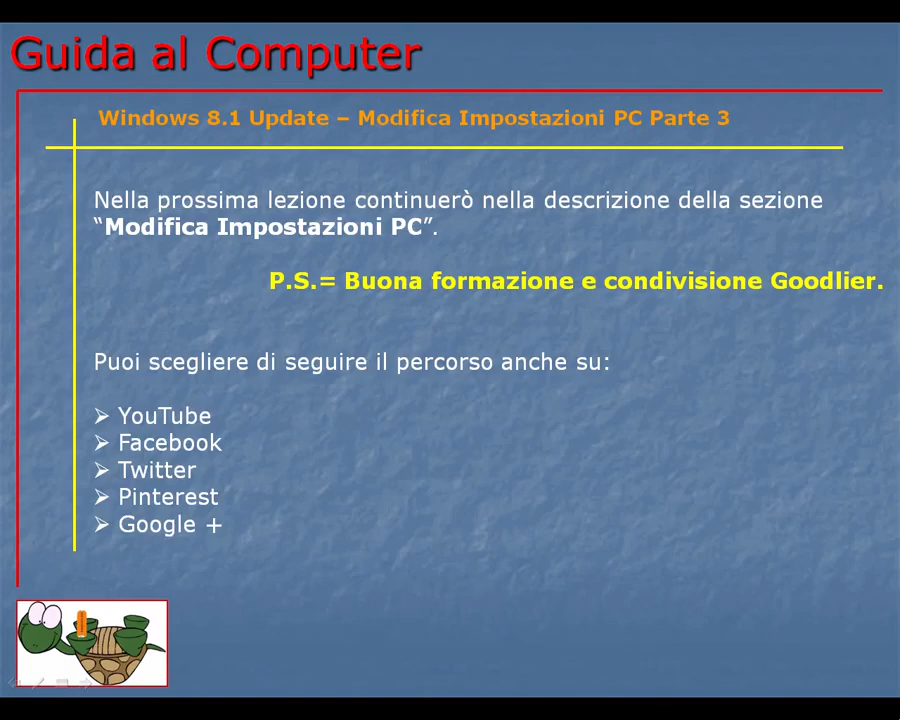 Guida al Computer
Windows 8.1 Update – Modifica Impostazioni PC Parte 3
Nella prossima lezione continuerò nella descrizione della sezione
“Modifica Impostazioni PC”.
P.S.= Buona formazione e condivisione Goodlier.
Puoi scegliere di seguire il percorso anche su:
➢ YouTube
➢ Facebook
➢ Twitter
➢ Pinterest
➢ Google +